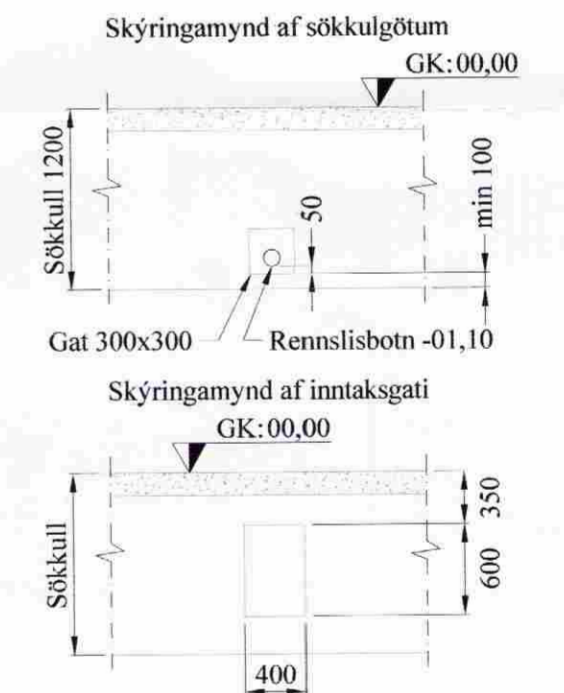 Skýringamynd af sökkulgötum
GK:00,00
Sökkull 1200
50
min 100
Gat 300x300
Rennslisbotn -01,10
Skýringamynd af inntaksgati
GK:00,00
Sökkull
350
600
400